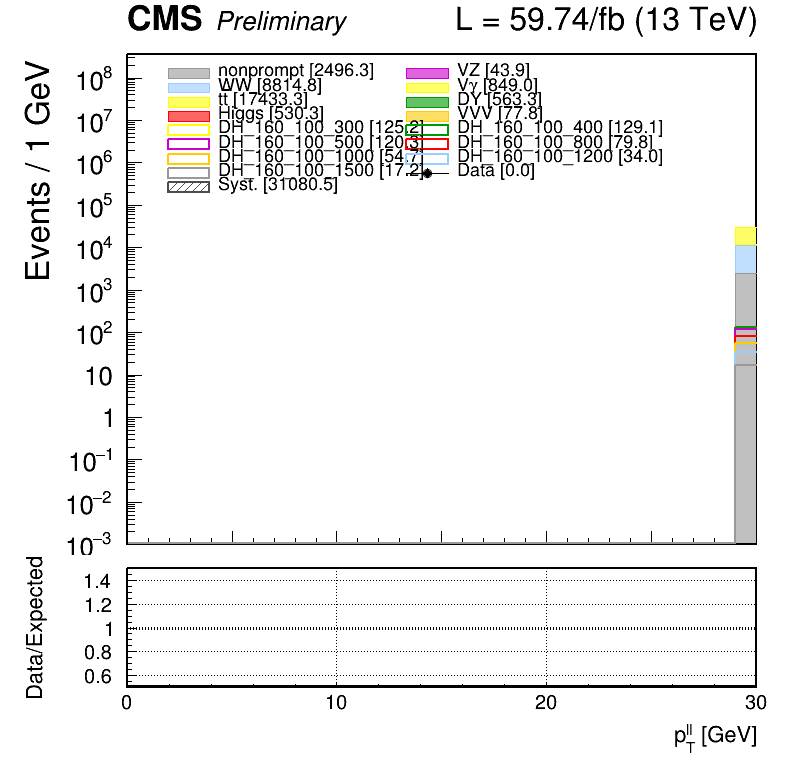 CMS Preliminary L = 59.74/fb (13 TeV)
Events / 1 GeV
10^8
10^7
10^6
10^5
10^4
10^3
10^2
10
1
10^−1
10^−2
10^−3
nonprompt [2496.3] VZ [43.9]
WW [8814.8] Vγ [849.0]
tt [17433.3] DY [563.3]
Higgs [530.3] VVV [77.8]
DH_160_100_300 [125.2] DH_160_100_400 [129.1]
DH_160_100_500 [120.3] DH_160_100_800 [79.8]
DH_160_100_1000 [54.7] DH_160_100_1200 [34.0]
DH_160_100_1500 [17.2] Data [0.0]
Syst. [31080.5]
Data/Expected
1.4
1.2
1
0.8
0.6
0 10 20 30
p_T^ll [GeV]